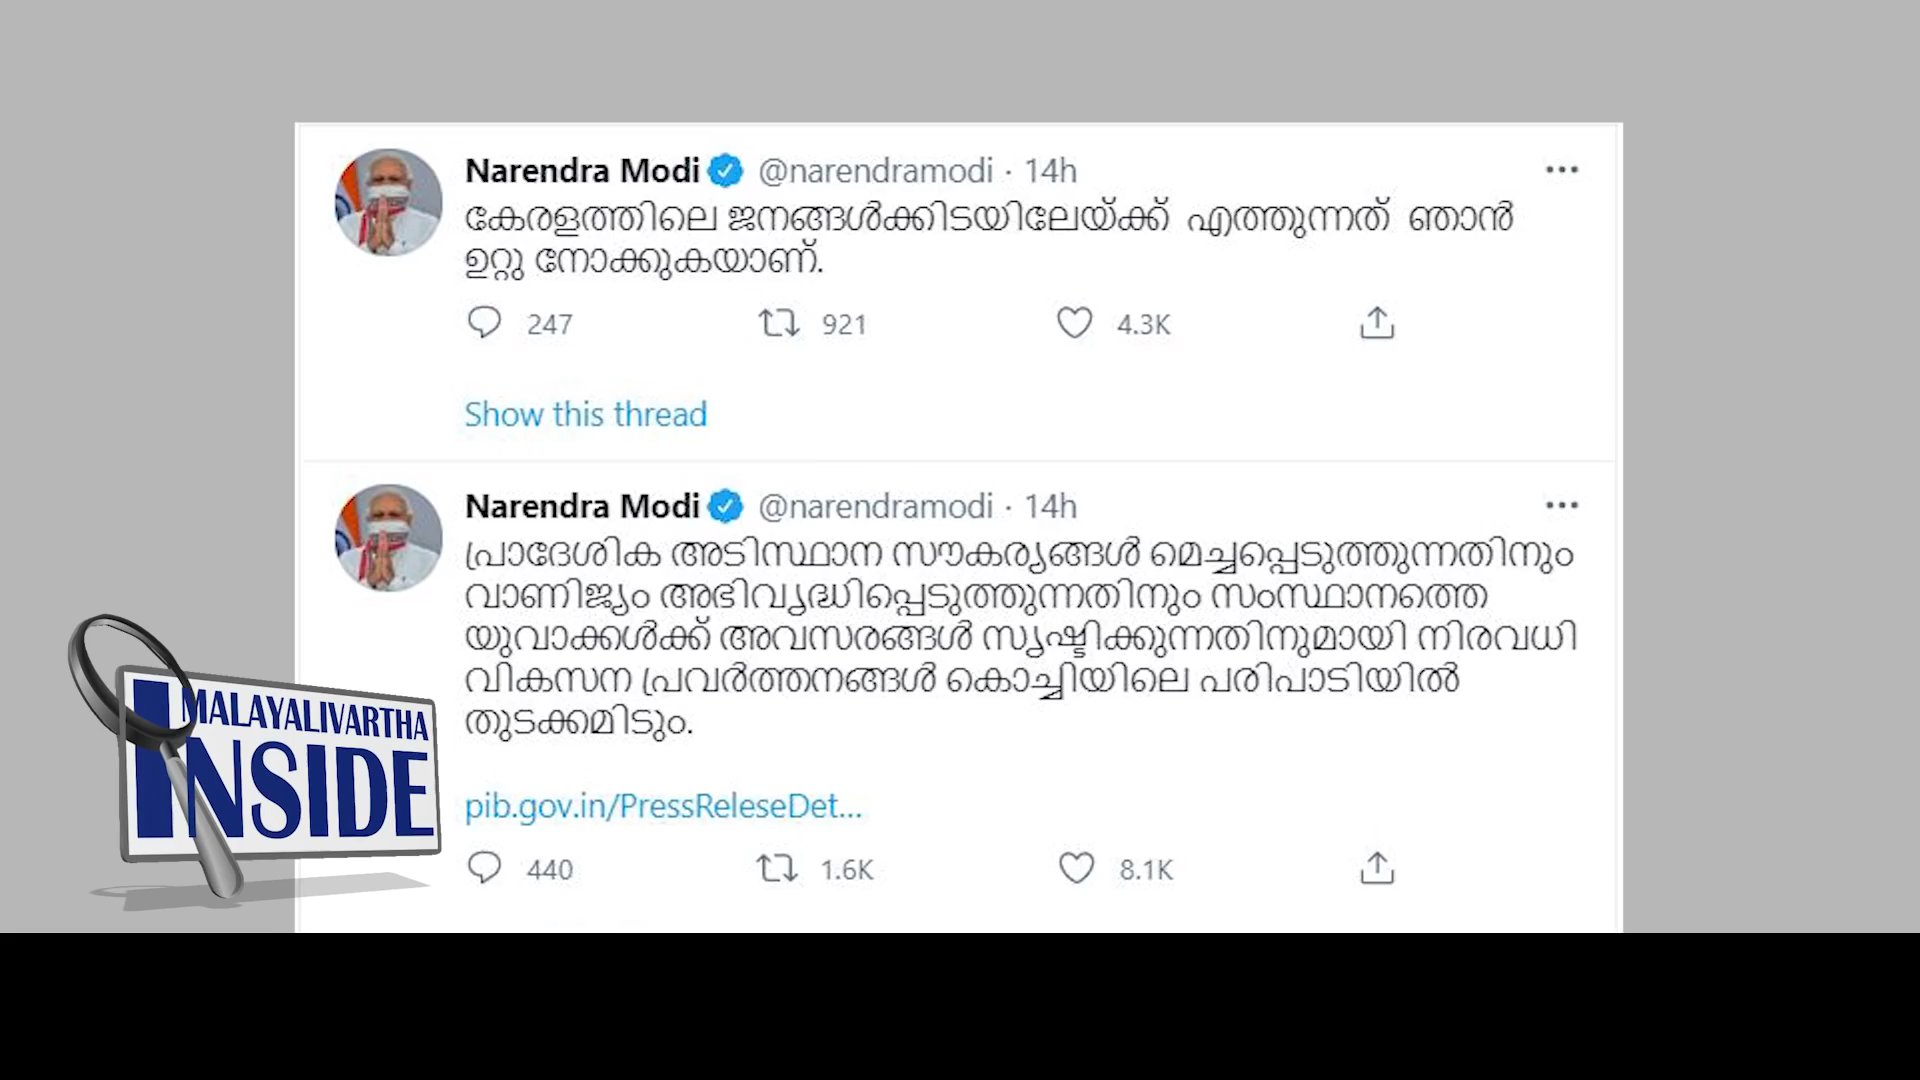 Narendra Modi @narendramodi · 14h
കേരളത്തിലെ ജനങ്ങൾക്കിടയിലേയ്ക്ക് എത്തുന്നത് ഞാൻ
ഉറ്റു നോക്കുകയാണ്.
247 921 4.3K
Show this thread
Narendra Modi @narendramodi · 14h
പ്രാദേശിക അടിസ്ഥാന സൗകര്യങ്ങൾ മെച്ചപ്പെടുത്തുന്നതിനും
വാണിജ്യം അഭിവൃദ്ധിപ്പെടുത്തുന്നതിനും സംസ്ഥാനത്തെ
യുവാക്കൾക്ക് അവസരങ്ങൾ സൃഷ്ടിക്കുന്നതിനുമായി നിരവധി
വികസന പ്രവർത്തനങ്ങൾ കൊച്ചിയിലെ പരിപാടിയിൽ
തുടക്കമിടും.
pib.gov.in/PressReleseDet...
440 1.6K 8.1K
MALAYALIVARTHA
INSIDE